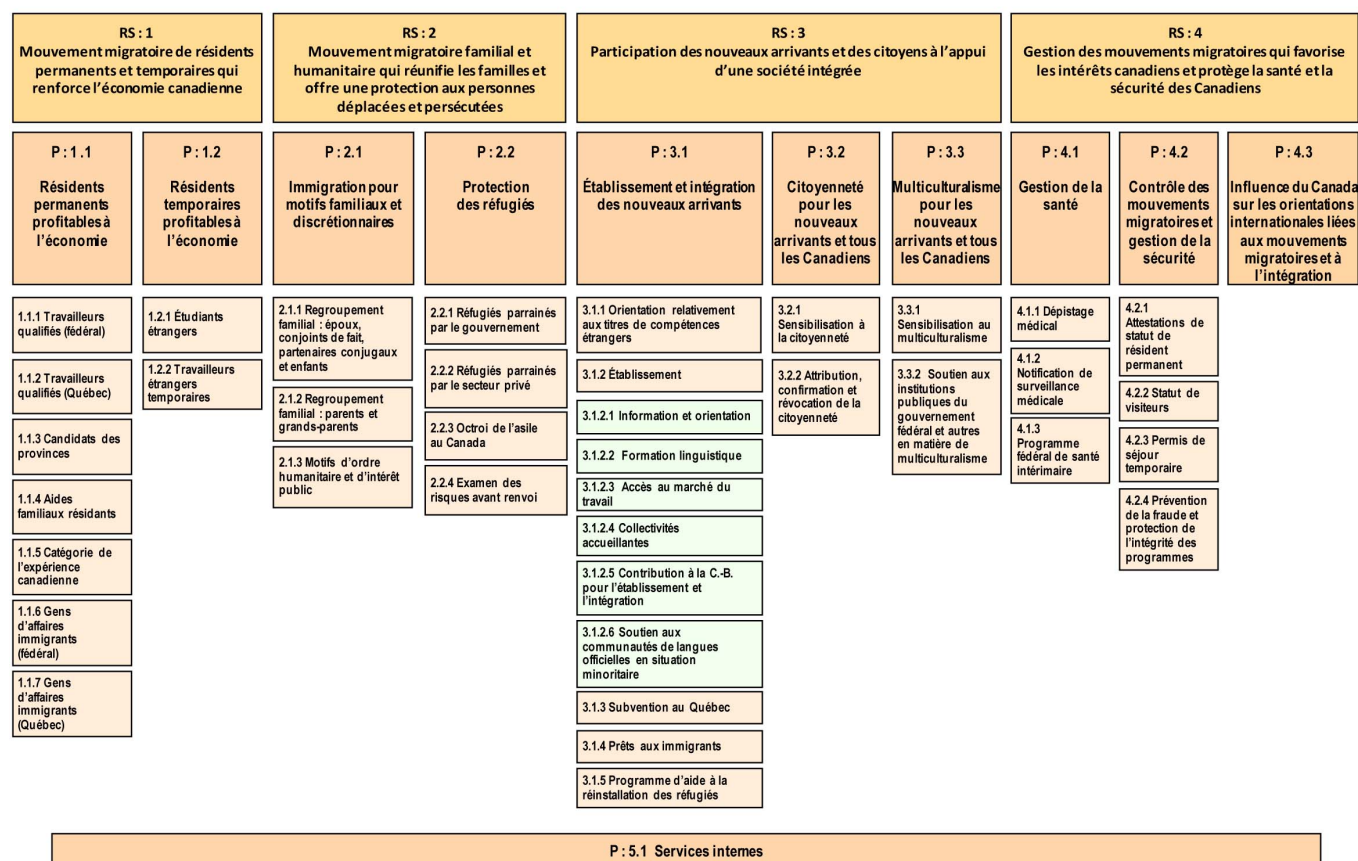 RS : 1
Mouvement migratoire de résidents
permanents et temporaires qui
renforce l’économie canadienne
RS : 2
Mouvement migratoire familial et
humanitaire qui réunifie les familles et
offre une protection aux personnes
déplacées et persécutées
RS : 3
Participation des nouveaux arrivants et des citoyens à l’appui
d’une société intégrée
RS : 4
Gestion des mouvements migratoires qui favorise
les intérêts canadiens et protège la santé et la
sécurité des Canadiens
P : 1.1
Résidents
permanents
profitables à
l’économie
P : 1.2
Résidents
temporaires
profitables à
l’économie
P : 2.1
Immigration pour
motifs familiaux et
discrétionnaires
P : 2.2
Protection
des réfugiés
P : 3.1
Établissement et intégration
des nouveaux arrivants
P : 3.2
Citoyenneté
pour les
nouveaux
arrivants et tous
les Canadiens
P : 3.3
Multiculturalisme
pour les
nouveaux
arrivants et tous
les Canadiens
P : 4.1
Gestion de la
santé
P : 4.2
Contrôle des
mouvements
migratoires et
gestion de la
sécurité
P : 4.3
Influence du Canada
sur les orientations
internationales liées
aux mouvements
migratoires et à
l’intégration
1.1.1 Travailleurs
qualifiés (fédéral)
1.1.2 Travailleurs
qualifiés (Québec)
1.1.3 Candidats des
provinces
1.1.4 Aides
familiaux résidants
1.1.5 Catégorie de
l’expérience
canadienne
1.1.6 Gens
d’affaires
immigrants
(fédéral)
1.1.7 Gens
d’affaires
immigrants
(Québec)
1.2.1 Étudiants
étrangers
1.2.2 Travailleurs
étrangers
temporaires
2.1.1 Regroupement
familial : époux,
conjoints de fait,
partenaires conjugaux
et enfants
2.1.2 Regroupement
familial : parents et
grands-parents
2.1.3 Motifs d’ordre
humanitaire et d’intérêt
public
2.2.1 Réfugiés parrainés
par le gouvernement
2.2.2 Réfugiés parrainés
par le secteur privé
2.2.3 Octroi de l’asile
au Canada
2.2.4 Examen des
risques avant renvoi
3.1.1 Orientation relativement
aux titres de compétences
étrangers
3.1.2 Établissement
3.1.2.1 Information et orientation
3.1.2.2 Formation linguistique
3.1.2.3 Accès au marché du
travail
3.1.2.4 Collectivités
accueillantes
3.1.2.5 Contribution à la C.-B.
pour l’établissement et
l’intégration
3.1.2.6 Soutien aux
communautés de langues
officielles en situation
minoritaire
3.1.3 Subvention au Québec
3.1.4 Prêts aux immigrants
3.1.5 Programme d’aide à la
réinstallation des réfugiés
3.2.1
Sensibilisation à
la citoyenneté
3.2.2 Attribution,
confirmation et
révocation de la
citoyenneté
3.3.1
Sensibilisation au
multiculturalisme
3.3.2 Soutien aux
institutions
publiques du
gouvernement
fédéral et autres
en matière de
multiculturalisme
4.1.1 Dépistage
médical
4.1.2
Notification de
surveillance
médicale
4.1.3
Programme
fédéral de santé
intérimaire
4.2.1
Attestations de
statut de
résident
permanent
4.2.2 Statut de
visiteurs
4.2.3 Permis de
séjour
temporaire
4.2.4 Prévention
de la fraude et
protection de
l’intégrité des
programmes
P : 5.1 Services internes